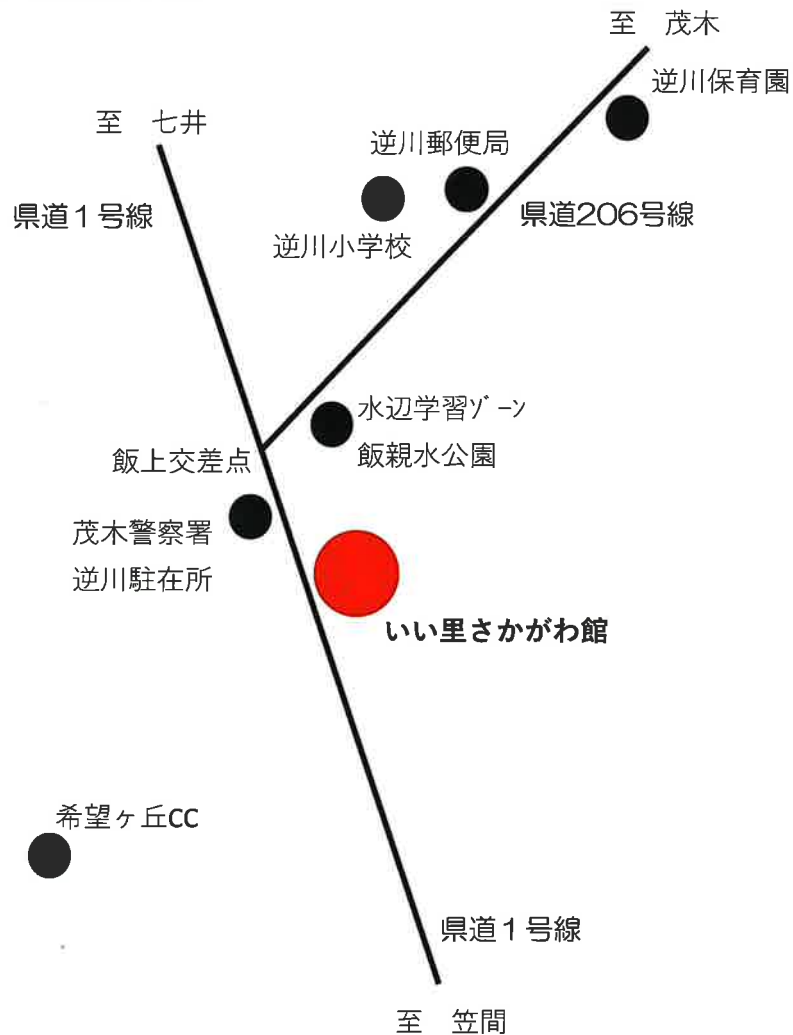 至　茂木
逆川保育園
至　七井
逆川郵便局
県道１号線
県道206号線
逆川小学校
水辺学習ｿﾞｰﾝ
飯親水公園
飯上交差点
茂木警察署
逆川駐在所
いい里さかがわ館
希望ヶ丘CC
県道１号線
至　笠間